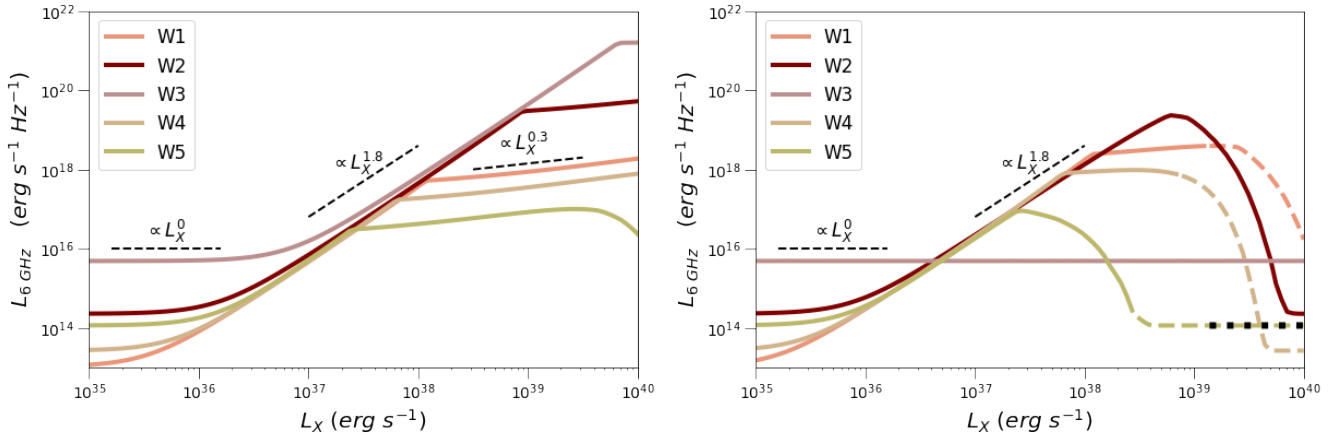 10^22
10^20
10^18
10^16
10^14
L_6 GHz (erg s^−1 Hz^−1)
W1
W2
W3
W4
W5
∝ L_X^1.8
∝ L_X^0.3
∝ L_X^0
10^35 10^36 10^37 10^38 10^39 10^40
L_X (erg s^−1)
10^22
10^20
10^18
10^16
10^14
L_6 GHz (erg s^−1 Hz^−1)
W1
W2
W3
W4
W5
∝ L_X^1.8
∝ L_X^0
10^35 10^36 10^37 10^38 10^39 10^40
L_X (erg s^−1)